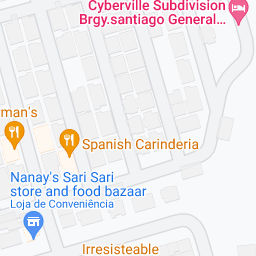 Cyberville Subdivision
Brgy.santiago General...
man's
Spanish Carinderia
Nanay's Sari Sari
store and food bazaar
Loja de Conveniência
Irresisteable